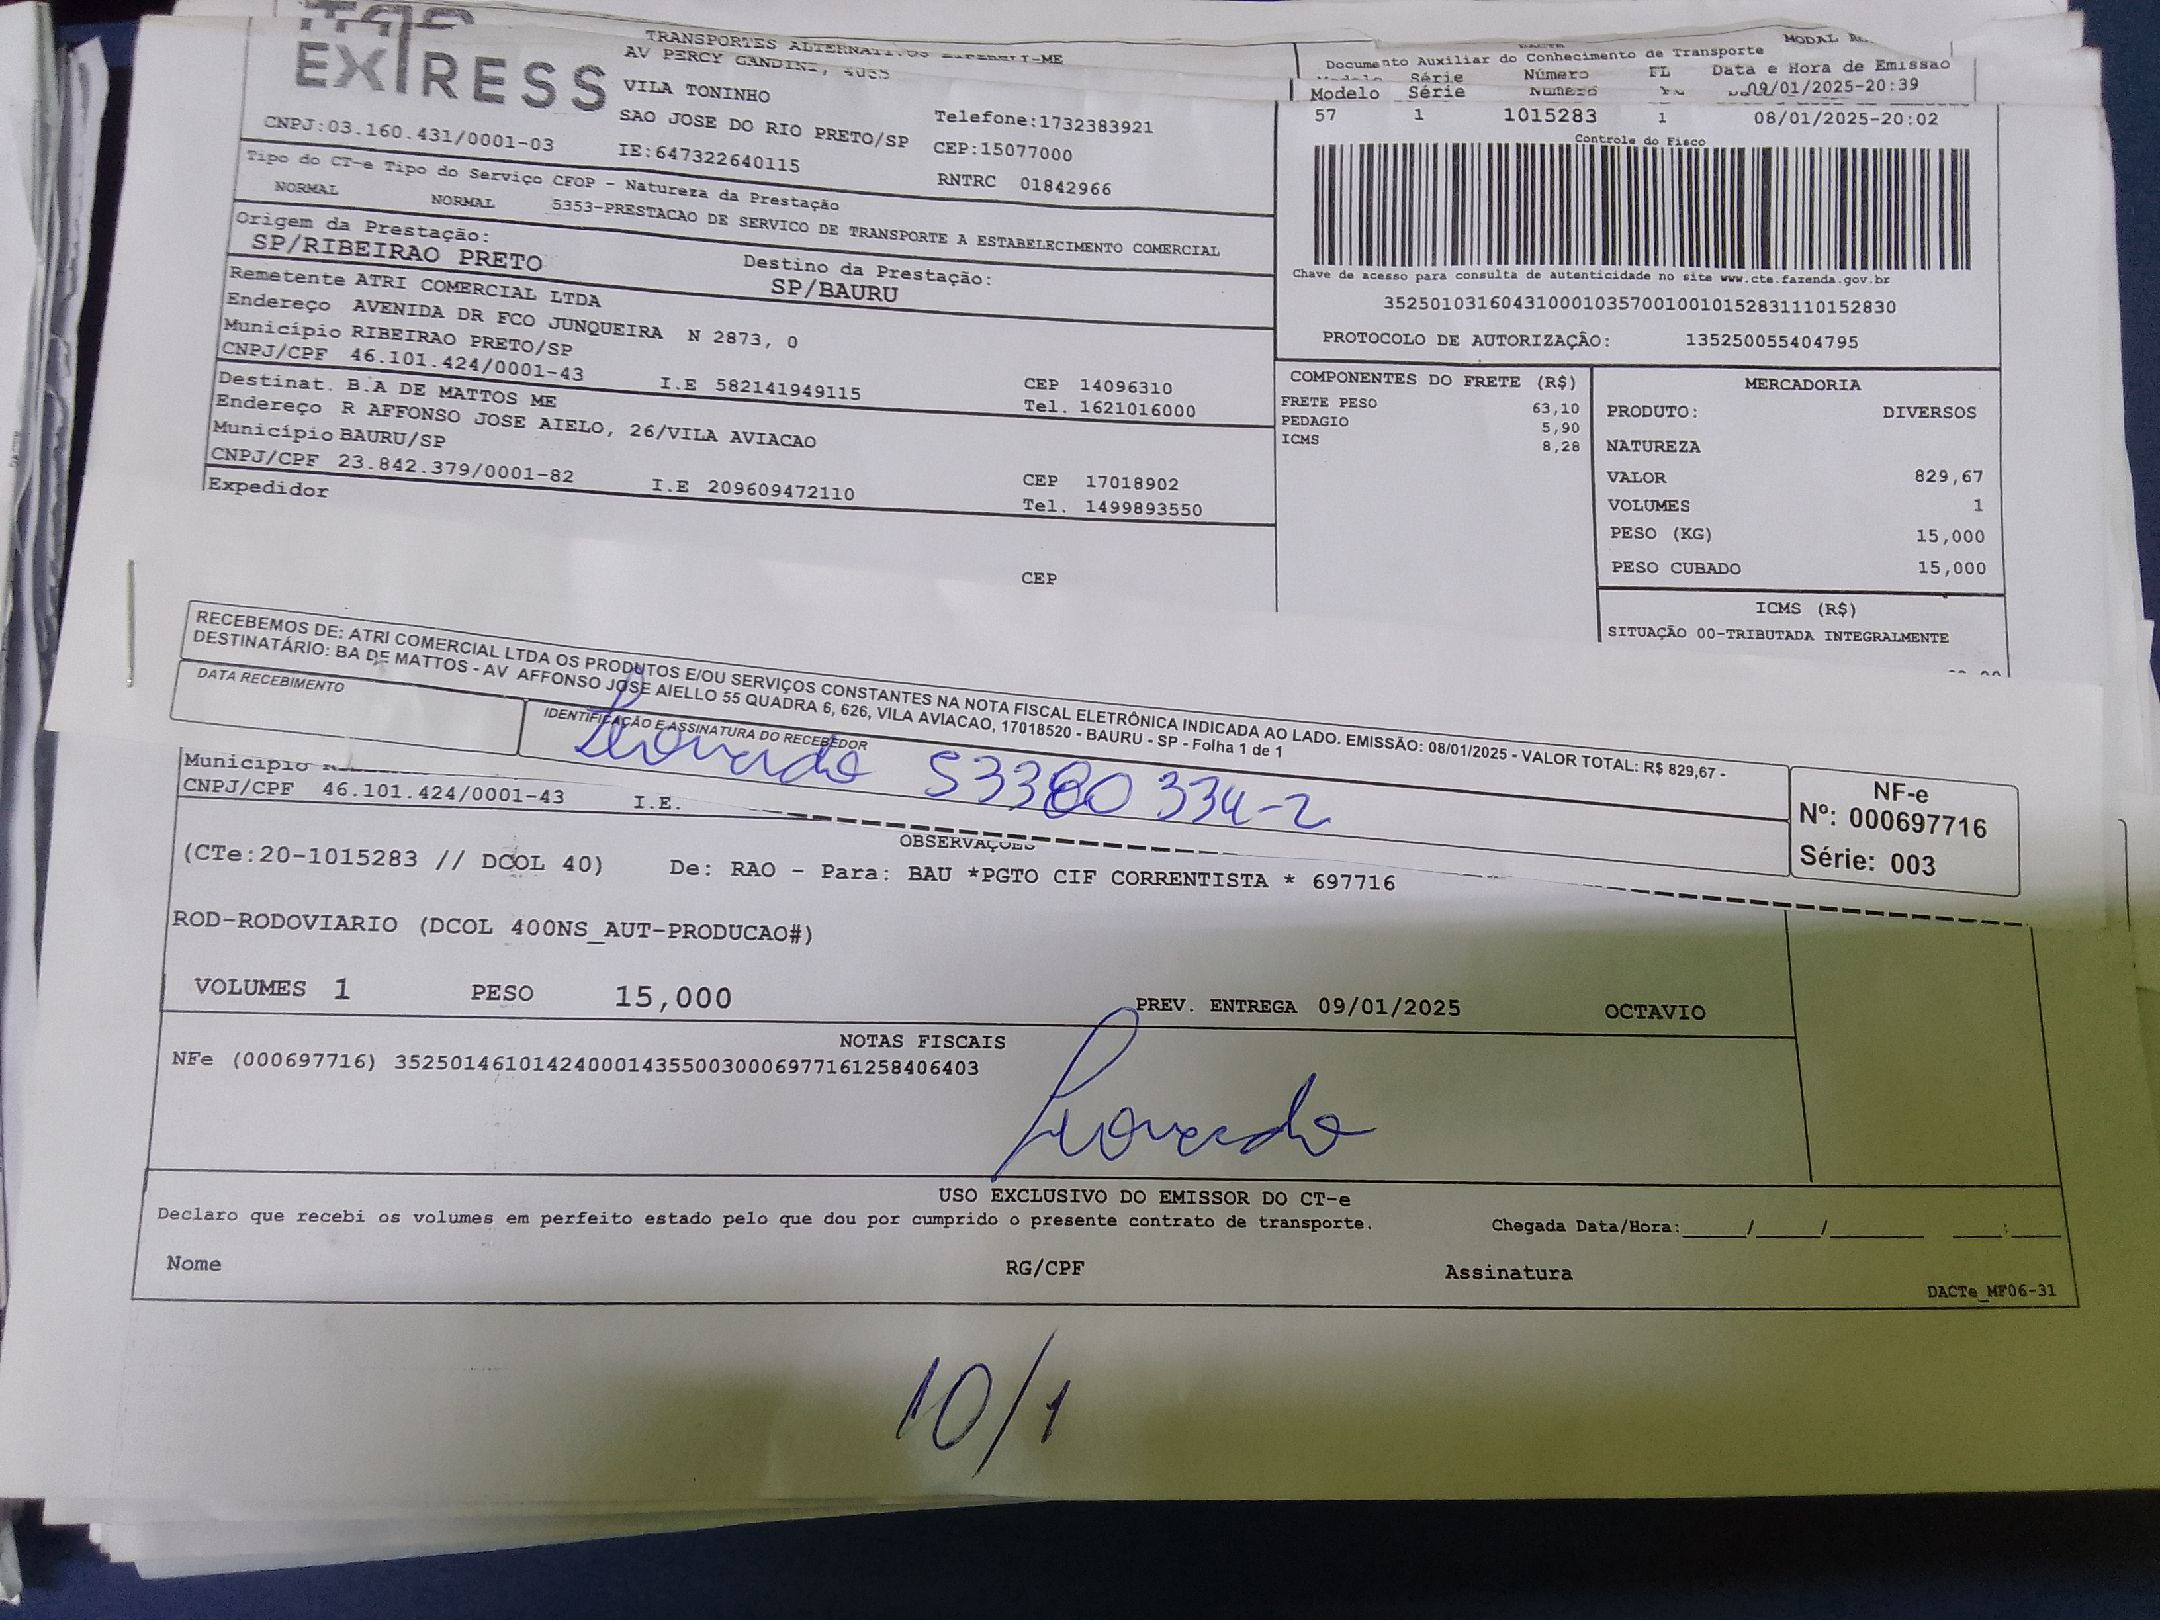 EXPRESS
TRANSPORTES
AV PERCY GANDINI,
VILA TONINHO
SAO JOSE DO RIO PRETO/SP
Telefone:1732383921
CNPJ:03.160.431/0001-03
IE:647322640115
CEP:15077000
RNTRC 01842966
Documento Auxiliar do Conhecimento de Transporte
MODAL
Série Número FL Data e Hora de Emissão
Modelo Série Número 09/01/2025-20:39
57 1 1015283 1 08/01/2025-20:02
Controle do Fisco
Chave de acesso para consulta de autenticidade no site www.cte.fazenda.gov.br
35250103160431000103570010010152831110152830
PROTOCOLO DE AUTORIZAÇÃO: 135250055404795
Tipo do CT-e Tipo do Serviço CFOP - Natureza da Prestação
NORMAL NORMAL 5353-PRESTACAO DE SERVICO DE TRANSPORTE A ESTABELECIMENTO COMERCIAL
Origem da Prestação:
SP/RIBEIRAO PRETO
Destino da Prestação:
SP/BAURU
Remetente ATRI COMERCIAL LTDA
Endereço AVENIDA DR FCO JUNQUEIRA N 2873, 0
Município RIBEIRAO PRETO/SP CEP 14096310
CNPJ/CPF 46.101.424/0001-43 I.E 582141949115 Tel. 1621016000
Destinat. B.A DE MATTOS ME
Endereço R AFFONSO JOSE AIELO, 26/VILA AVIACAO
Município BAURU/SP CEP 17018902
CNPJ/CPF 23.842.379/0001-82 I.E 209609472110 Tel. 1499893550
Expedidor
CEP
COMPONENTES DO FRETE (R$)
FRETE PESO 63,10
PEDAGIO 5,90
ICMS 8,28
MERCADORIA
PRODUTO: DIVERSOS
NATUREZA
VALOR 829,67
VOLUMES 1
PESO (KG) 15,000
PESO CUBADO 15,000
ICMS (R$)
SITUAÇÃO 00-TRIBUTADA INTEGRALMENTE
RECEBEMOS DE: ATRI COMERCIAL LTDA OS PRODUTOS E/OU SERVIÇOS CONSTANTES NA NOTA FISCAL ELETRÔNICA INDICADA AO LADO. EMISSÃO: 08/01/2025 - VALOR TOTAL: R$ 829,67 -
DESTINATÁRIO: BA DE MATTOS - AV AFFONSO JOSE AIELLO 55 QUADRA 6, 626, VILA AVIACAO, 17018520 - BAURU - SP - Folha 1 de 1
DATA RECEBIMENTO
IDENTIFICAÇÃO E ASSINATURA DO RECEBEDOR
Leonardo 53380334-2
NF-e
Nº: 000697716
Série: 003
Município
CNPJ/CPF 46.101.424/0001-43 I.E.
OBSERVAÇOES
(CTe:20-1015283 // DCOL 40) De: RAO - Para: BAU *PGTO CIF CORRENTISTA * 697716
ROD-RODOVIARIO (DCOL 400NS_AUT-PRODUCAO#)
VOLUMES 1 PESO 15,000 PREV. ENTREGA 09/01/2025 OCTAVIO
NOTAS FISCAIS
NFe (000697716) 35250146101424000143550030006977161258406403
Leonardo
USO EXCLUSIVO DO EMISSOR DO CT-e
Declaro que recebi os volumes em perfeito estado pelo que dou por cumprido o presente contrato de transporte. Chegada Data/Hora:____/____/______ ___:___
Nome RG/CPF Assinatura
DACTe_MF06-31
10/1